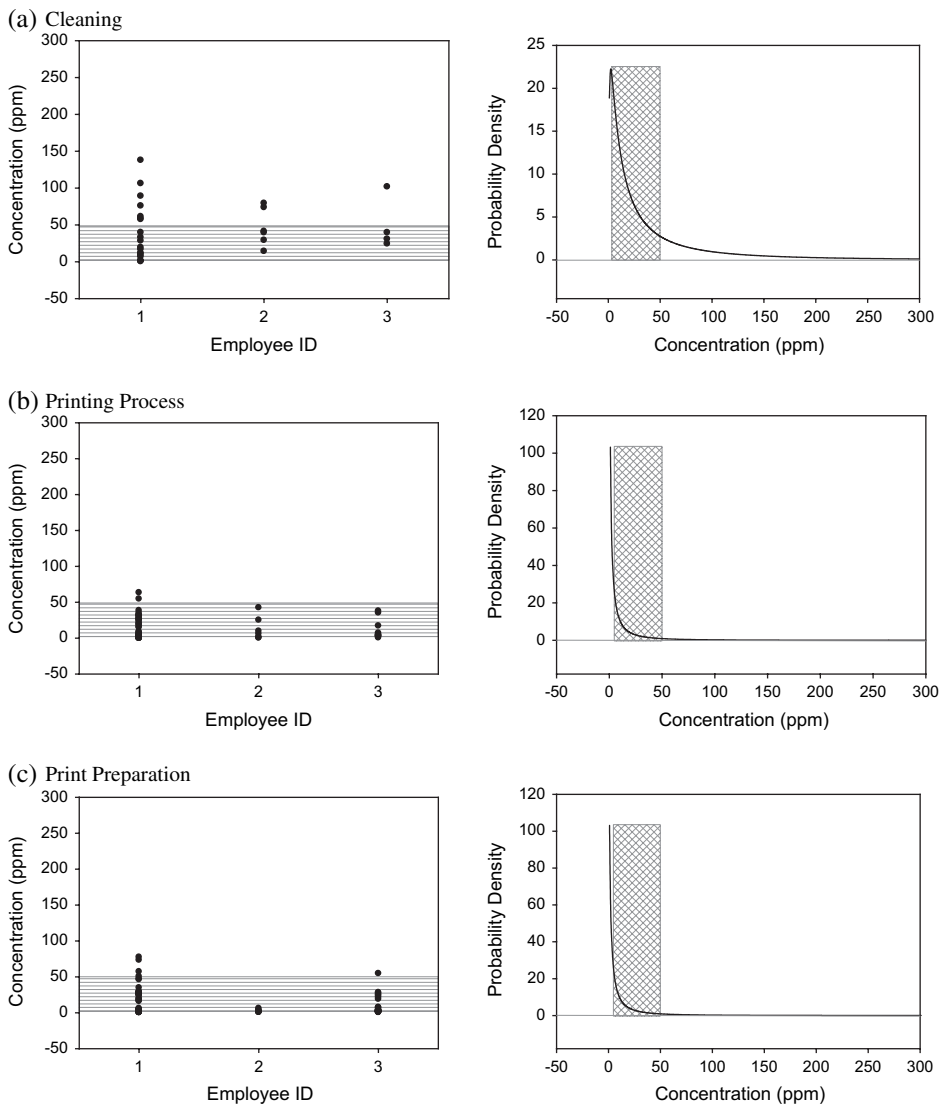 (a) Cleaning
300
250
200
150
100
50
0
-50
Concentration (ppm)
1 2 3
Employee ID
25
20
15
10
5
0
Probability Density
-50 0 50 100 150 200 250 300
Concentration (ppm)
(b) Printing Process
300
250
200
150
100
50
0
-50
Concentration (ppm)
1 2 3
Employee ID
120
100
80
60
40
20
0
Probability Density
-50 0 50 100 150 200 250 300
Concentration (ppm)
(c) Print Preparation
300
250
200
150
100
50
0
-50
Concentration (ppm)
1 2 3
Employee ID
120
100
80
60
40
20
0
Probability Density
-50 0 50 100 150 200 250 300
Concentration (ppm)